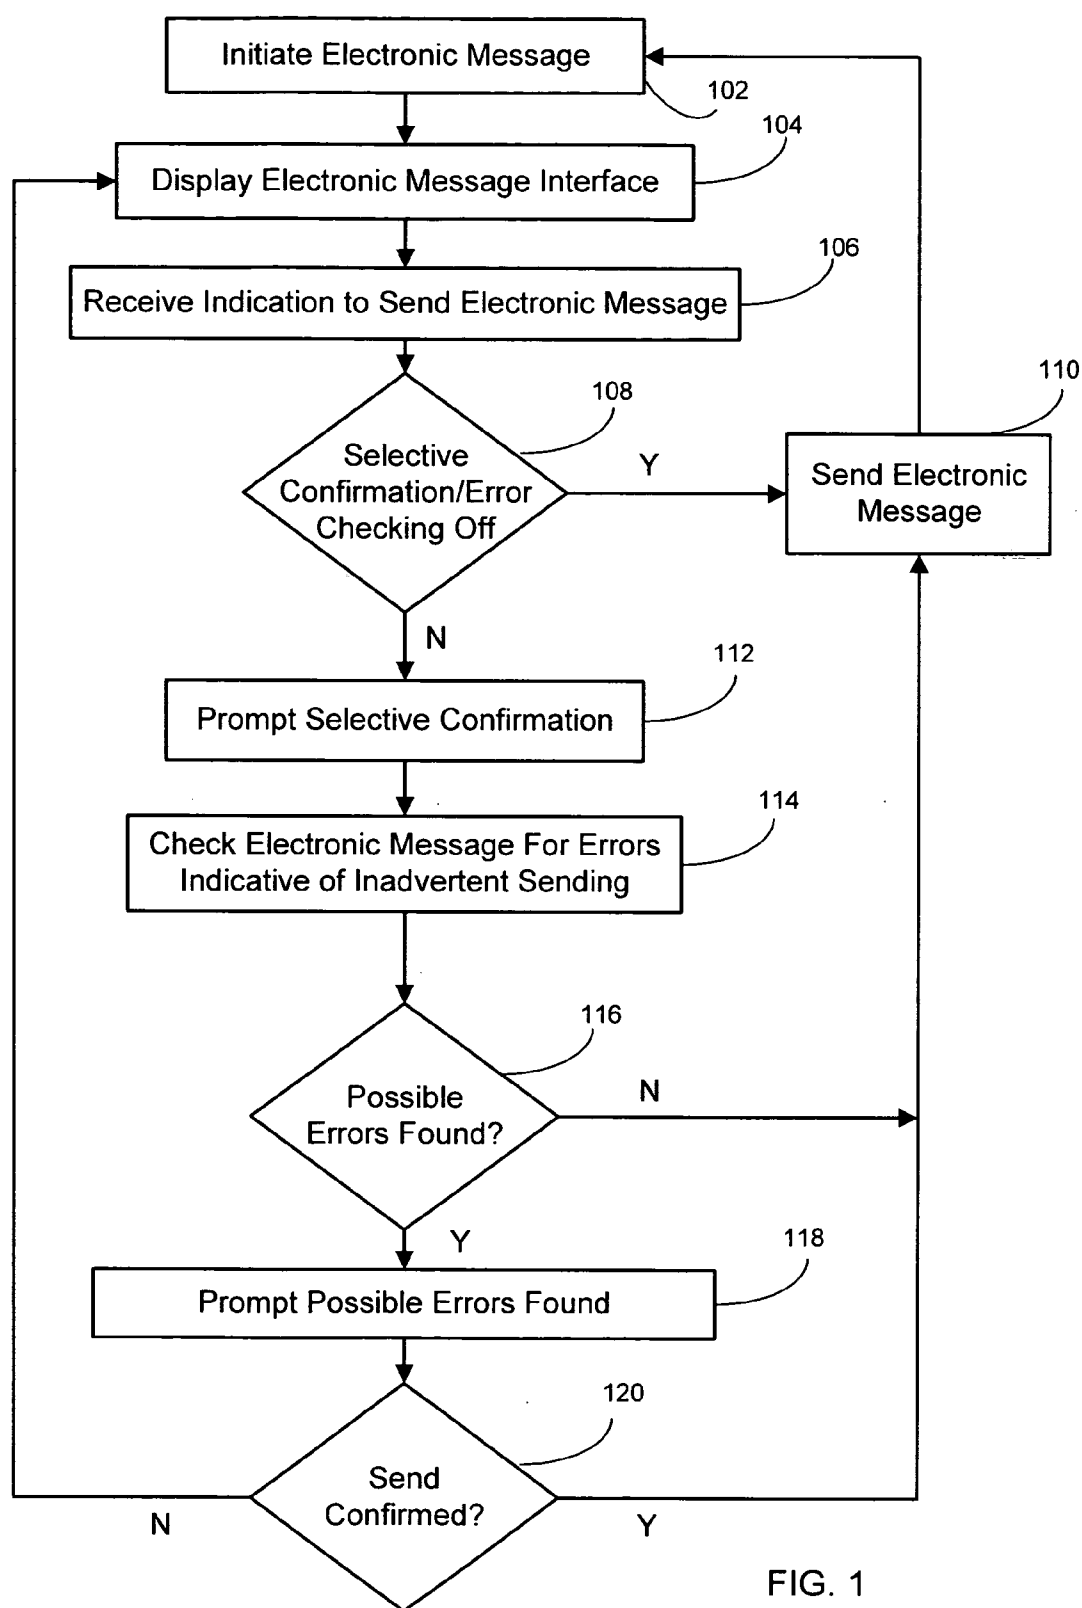 Initiate Electronic Message
102
104
Display Electronic Message Interface
106
Receive Indication to Send Electronic Message
108
110
Selective
Confirmation/Error
Checking Off
Y
Send Electronic
Message
N
112
Prompt Selective Confirmation
114
Check Electronic Message For Errors
Indicative of Inadvertent Sending
116
Possible
Errors Found?
N
Y
118
Prompt Possible Errors Found
120
Send
Confirmed?
N
Y
FIG. 1